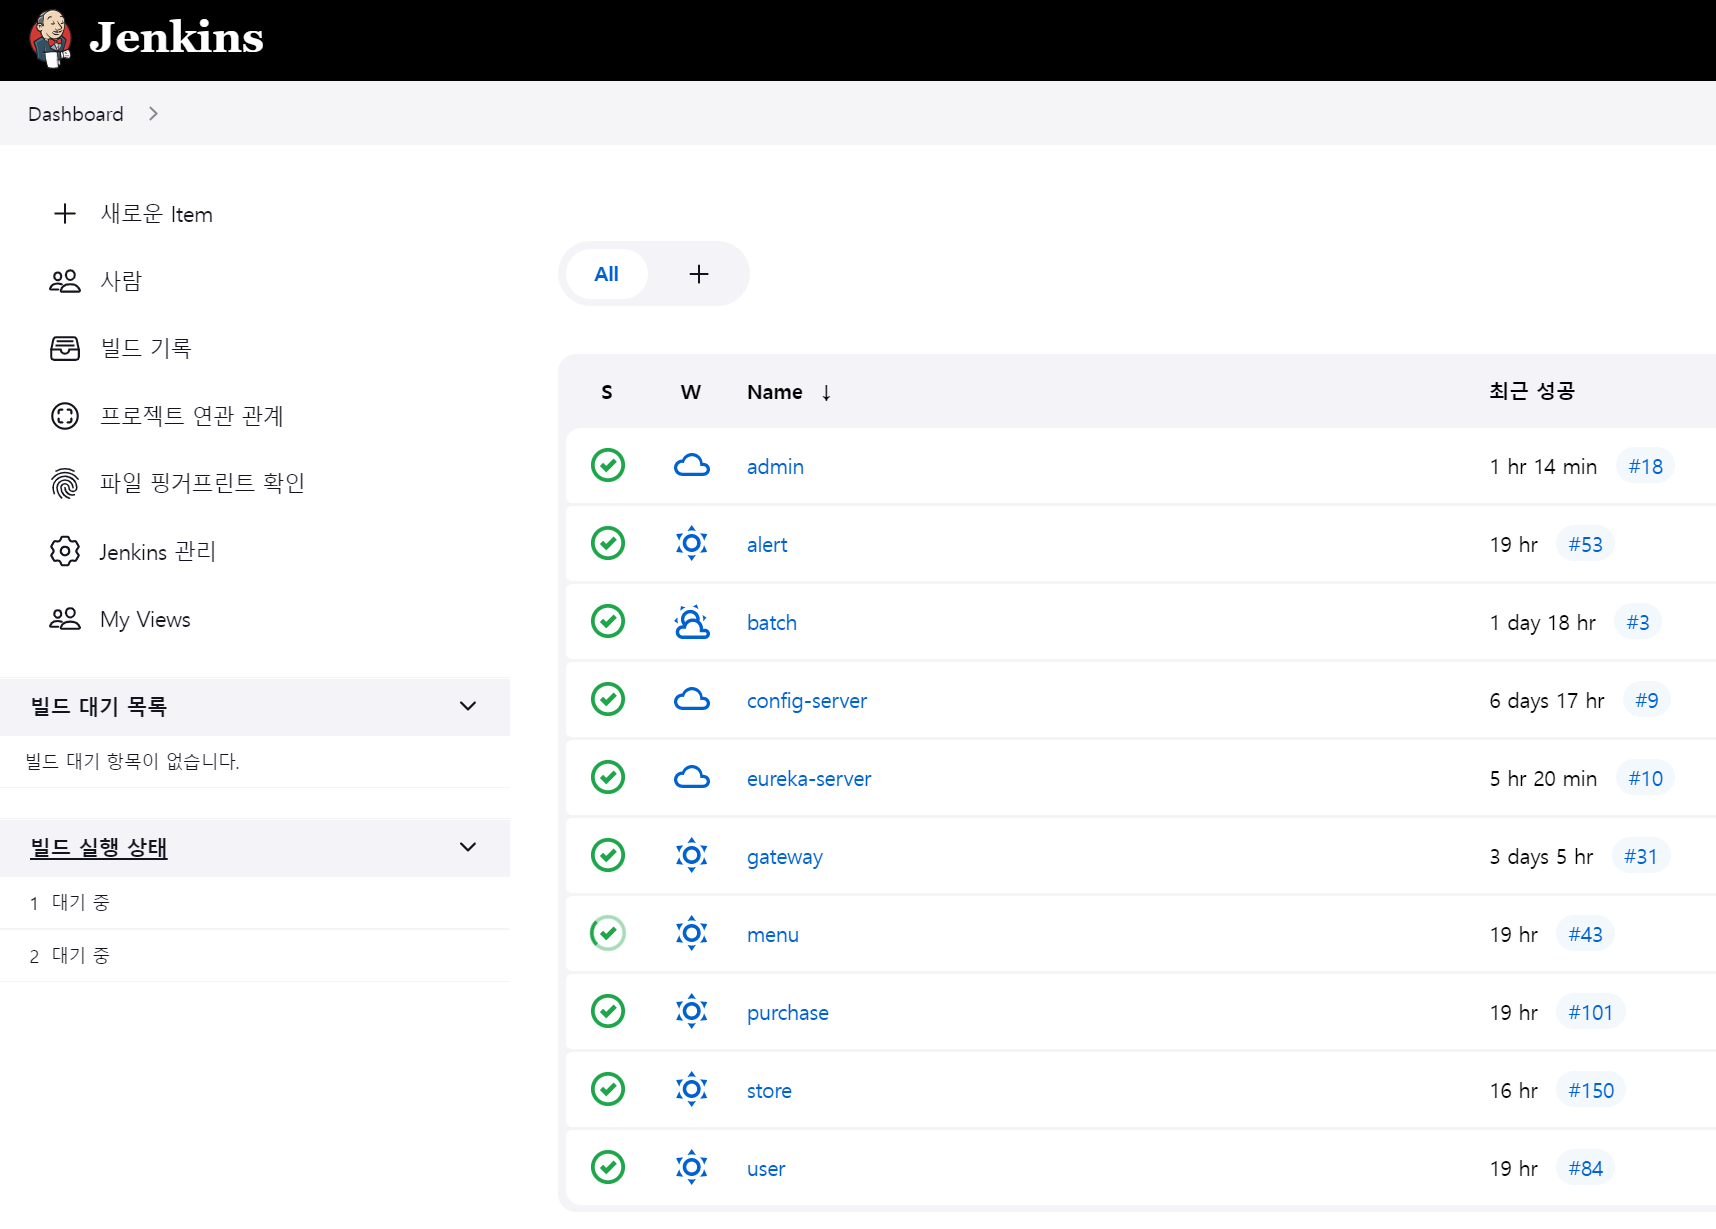 Jenkins
Dashboard
새로운 Item
사람
빌드 기록
프로젝트 연관 관계
파일 핑거프린트 확인
Jenkins 관리
My Views
빌드 대기 목록
빌드 대기 항목이 없습니다.
빌드 실행 상태
1 대기 중
2 대기 중
All
S W Name ↓ 최근 성공
admin 1 hr 14 min #18
alert 19 hr #53
batch 1 day 18 hr #3
config-server 6 days 17 hr #9
eureka-server 5 hr 20 min #10
gateway 3 days 5 hr #31
menu 19 hr #43
purchase 19 hr #101
store 16 hr #150
user 19 hr #84